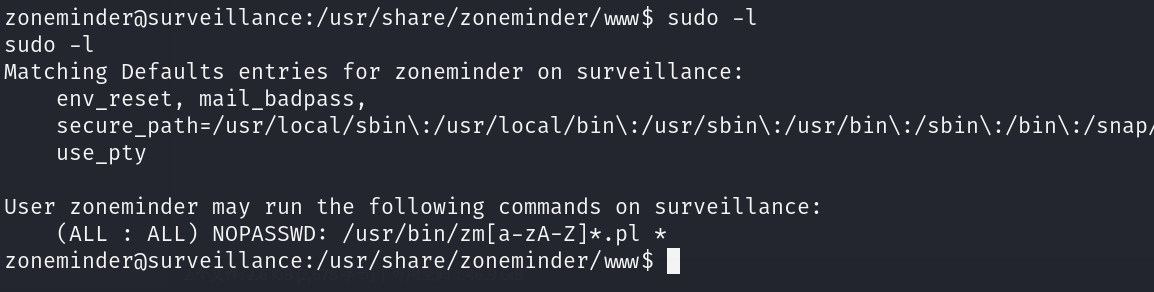 zoneminder@surveillance:/usr/share/zoneminder/www$ sudo -l
sudo -l
Matching Defaults entries for zoneminder on surveillance:
    env_reset, mail_badpass,
    secure_path=/usr/local/sbin\:/usr/local/bin\:/usr/sbin\:/usr/bin\:/sbin\:/bin\:/snap/
    use_pty

User zoneminder may run the following commands on surveillance:
    (ALL : ALL) NOPASSWD: /usr/bin/zm[a-zA-Z]*.pl *
zoneminder@surveillance:/usr/share/zoneminder/www$